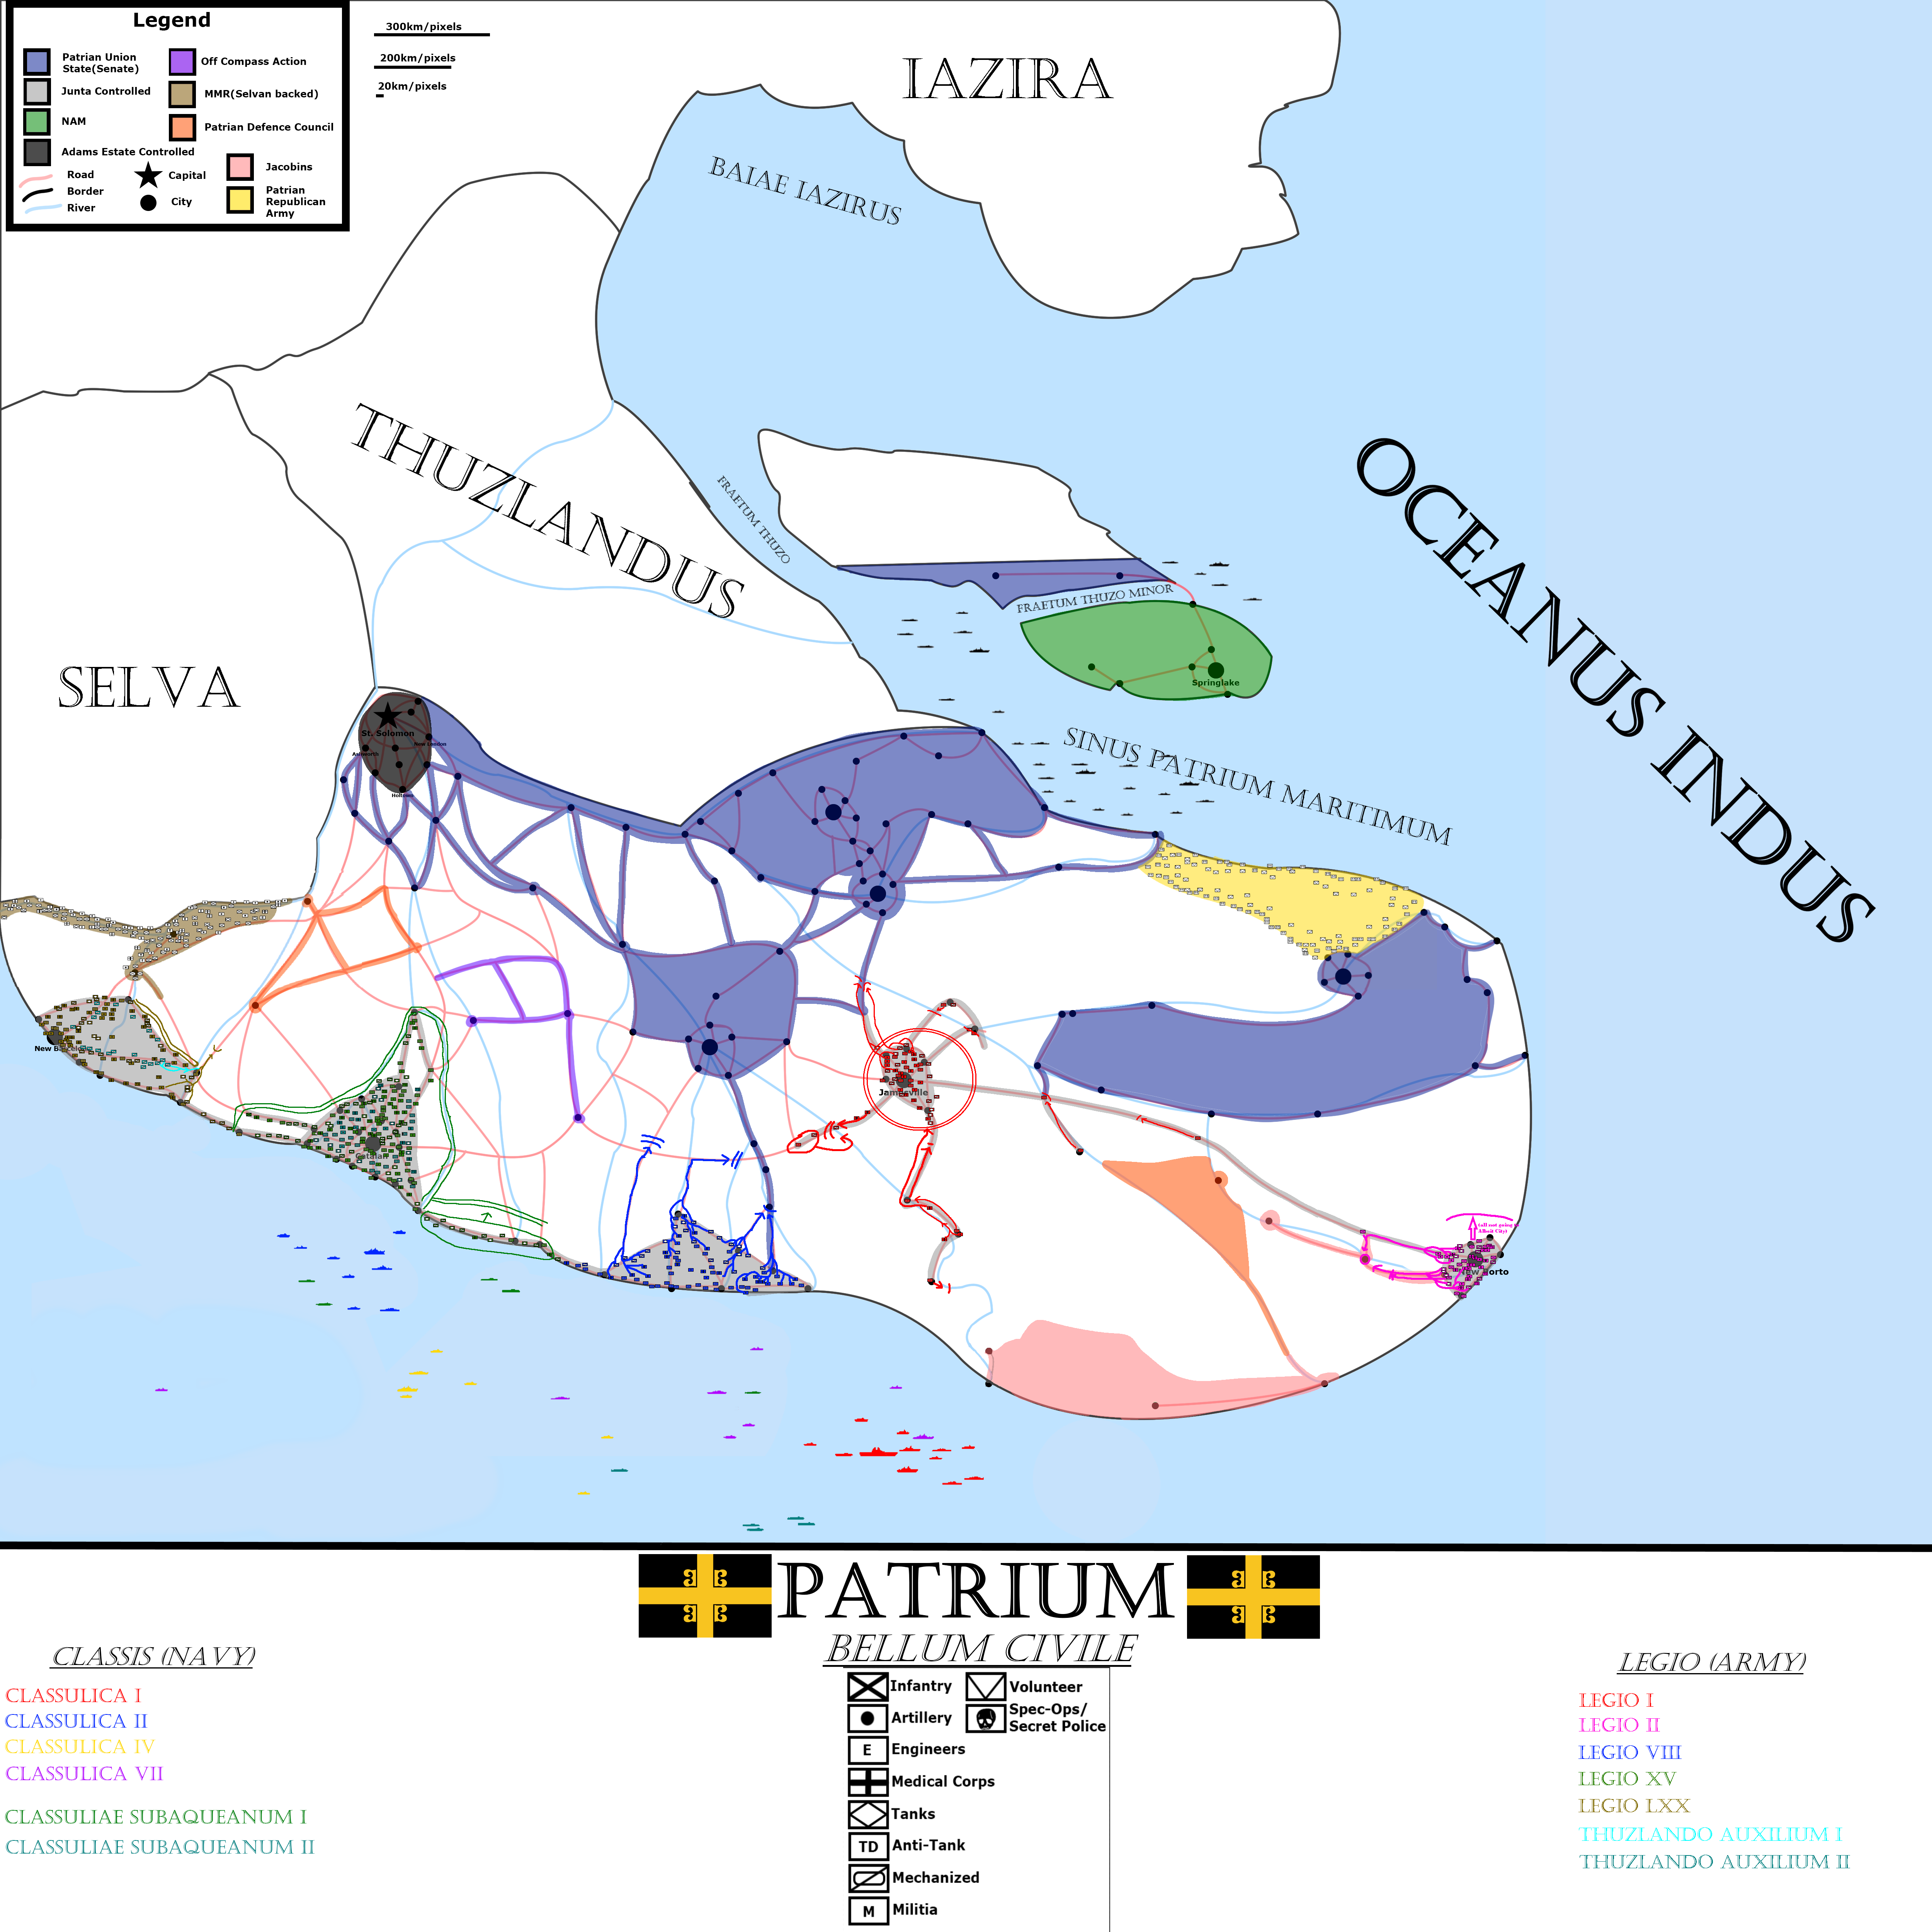 Legend
Patrian Union
State(Senate)
Junta Controlled
NAM
Adams Estate Controlled
Road
Border
River
Off Compass Action
MMR(Selvan backed)
Patrian Defence Council
Capital
City
Jacobins
Patrian
Republican
Army
300km/pixels
200km/pixels
20km/pixels
IAZIRA
BAIAE IAZIRUS
THUZLANDUS
FRAETUM THUZO
OCEANUS INDUS
FRAETUM THUZO MINOR
Springlake
SELVA
St. Solomon
SINUS PATRIUM MARITIMUM
Jamesville
Catalan
New Porto
PATRIUM
BELLUM CIVILE
CLASSIS (NAVY)
CLASSULICA I
CLASSULICA II
CLASSULICA IV
CLASSULICA VII
CLASSULIAE SUBAQUEANUM I
CLASSULIAE SUBAQUEANUM II
Infantry
Artillery
E Engineers
Medical Corps
Tanks
TD Anti-Tank
Mechanized
M Militia
Volunteer
Spec-Ops/
Secret Police
LEGIO (ARMY)
LEGIO I
LEGIO II
LEGIO VIII
LEGIO XV
LEGIO LXX
THUZLANDO AUXILIUM I
THUZLANDO AUXILIUM II